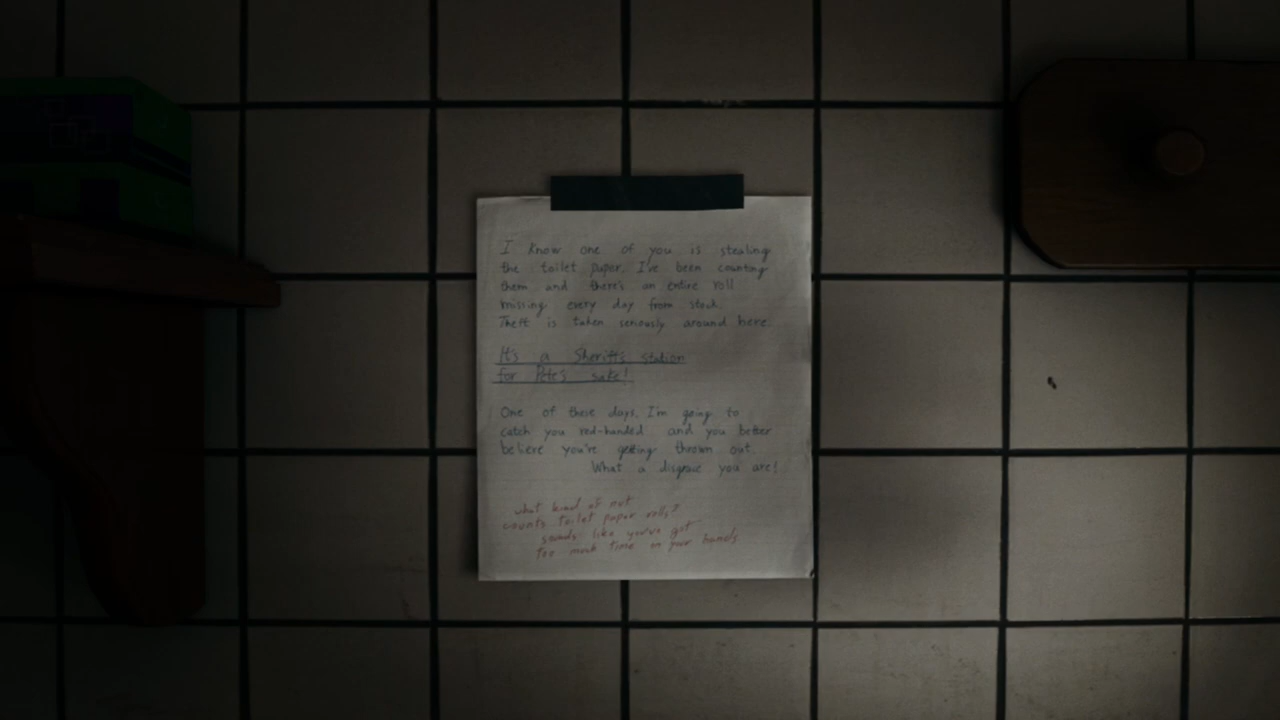 I know one of you is stealing
the toilet paper. I've been counting
them and there's an entire roll
missing every day from stock.
Theft is taken seriously around here.
It's a Sheriff's station
for Pete's sake!
One of these days, I'm going to
catch you red-handed and you better
believe you're getting thrown out.
What a disgrace you are!
what kind of nut
counts toilet paper rolls?
sounds like you've got
too much time on your hands